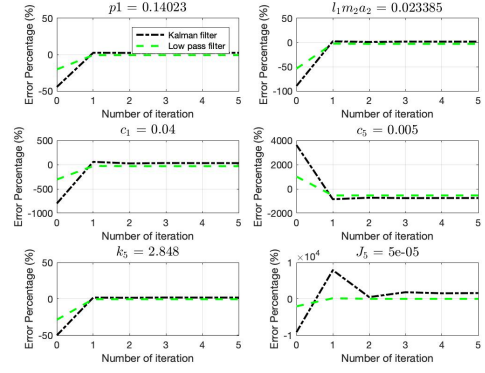 p1 = 0.14023
Kalman filter
Low pass filter
Error Percentage (%)
50
0
-50
0 1 2 3 4 5
Number of iteration
l₁m₂a₂ = 0.023385
Error Percentage (%)
50
0
-50
-100
0 1 2 3 4 5
Number of iteration
c₁ = 0.04
Error Percentage (%)
500
0
-500
-1000
0 1 2 3 4 5
Number of iteration
c₅ = 0.005
Error Percentage (%)
4000
2000
0
-2000
0 1 2 3 4 5
Number of iteration
k₅ = 2.848
Error Percentage (%)
50
0
-50
0 1 2 3 4 5
Number of iteration
J₅ = 5e-05
×10⁴
Error Percentage (%)
1
0
-1
0 1 2 3 4 5
Number of iteration